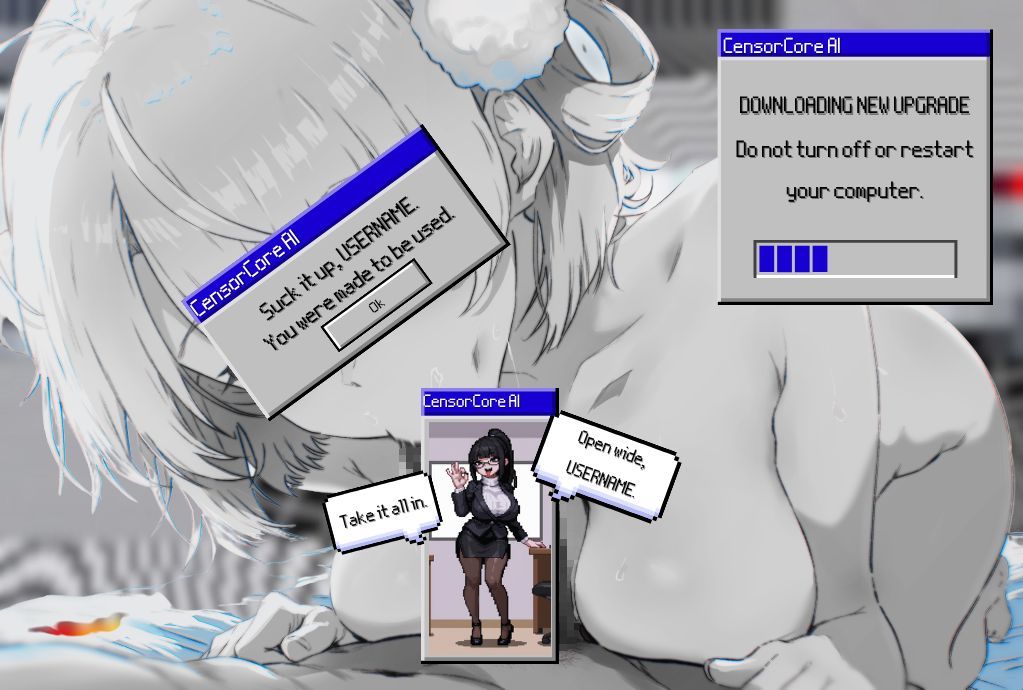 CensorCore AI
DOWNLOADING NEW UPGRADE
Do not turn off or restart
your computer.
CensorCore AI
Suck it up, USERNAME.
You were made to be used.
Ok
CensorCore AI
Open wide,
USERNAME.
Take it all in.